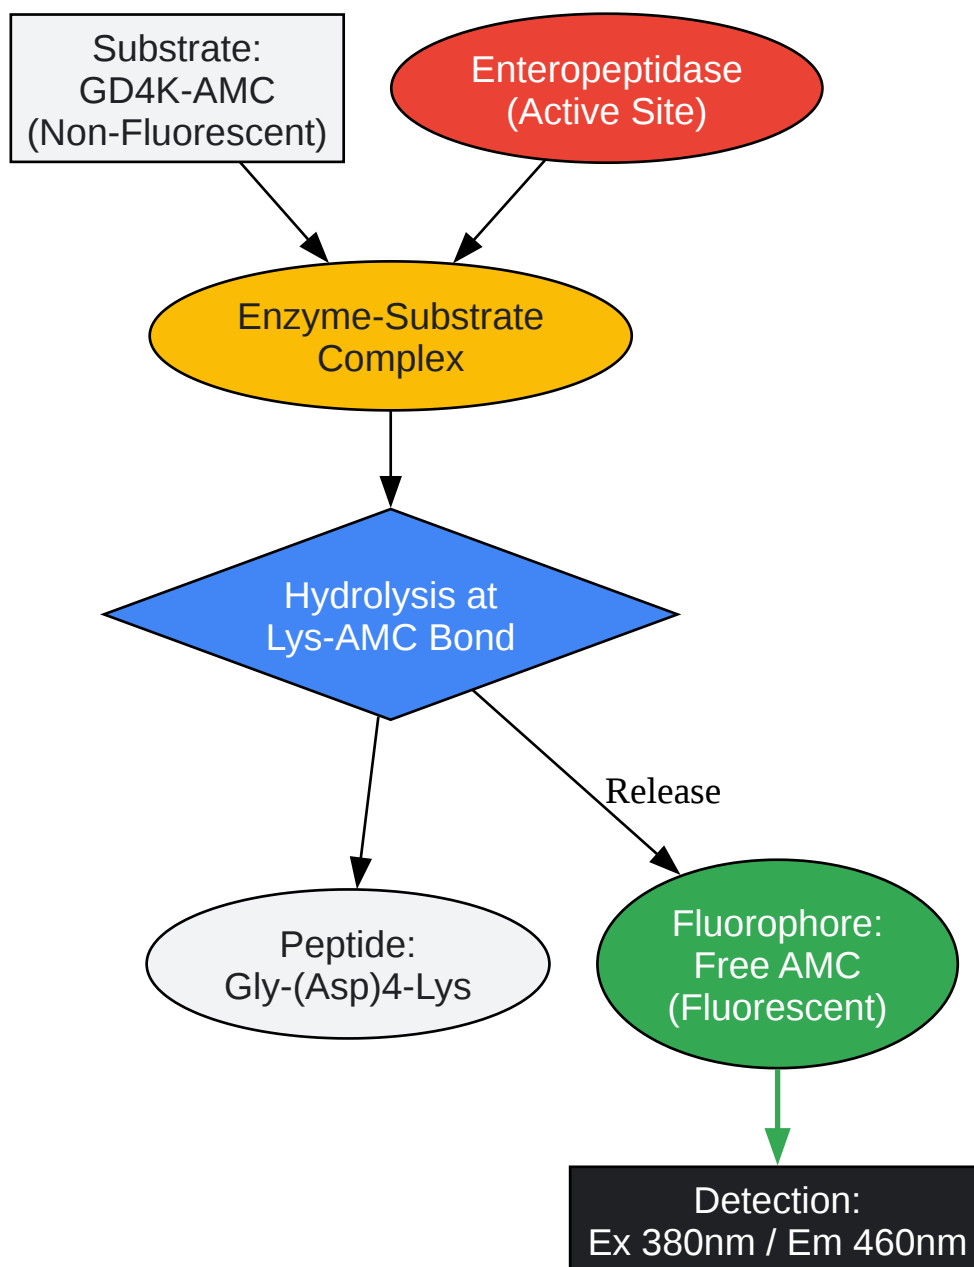 Substrate:
GD4K-AMC
(Non-Fluorescent)
Enteropeptidase
(Active Site)
Enzyme-Substrate
Complex
Hydrolysis at
Lys-AMC Bond
Release
Peptide:
Gly-(Asp)4-Lys
Fluorophore:
Free AMC
(Fluorescent)
Detection:
Ex 380nm / Em 460nm